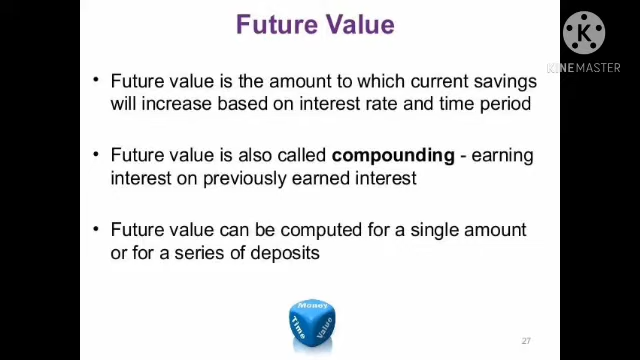 Future Value
KINEMASTER
• Future value is the amount to which current savings
will increase based on interest rate and time period
• Future value is also called compounding - earning
interest on previously earned interest
• Future value can be computed for a single amount
or for a series of deposits
Money
Time
Value
27